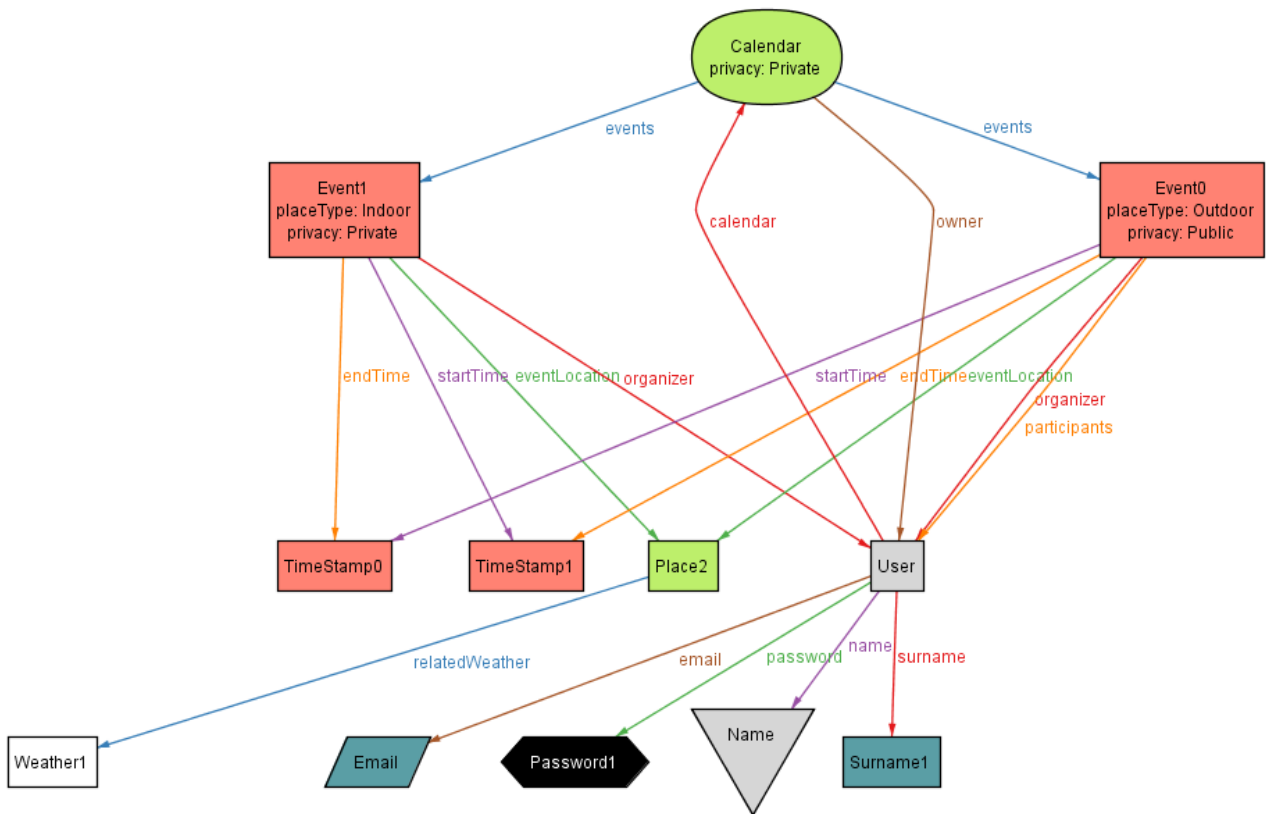 Calendar
privacy: Private
events
events
Event1
placeType: Indoor
privacy: Private
Event0
placeType: Outdoor
privacy: Public
calendar
owner
endTime
startTime
eventLocation
organizer
startTime
endTime
eventLocation
organizer
participants
TimeStamp0
TimeStamp1
Place2
User
relatedWeather
email
password
name
surname
Weather1
Email
Password1
Name
Surname1